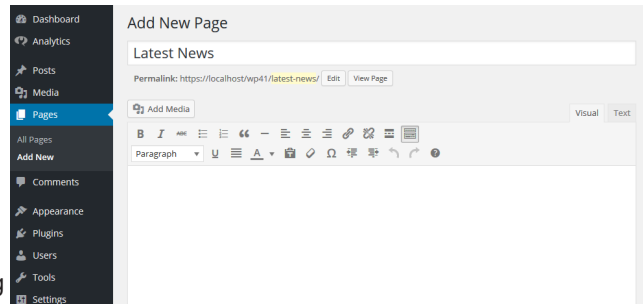 Dashboard
Analytics
Posts
Media
Pages
All Pages
Add New
Comments
Appearance
Plugins
Users
Tools
Settings
g
Add New Page
Latest News
Permalink: https://localhost/wp41/latest-news/ Edit View Page
Add Media
Visual Text
B I ABC
Paragraph U A Ω